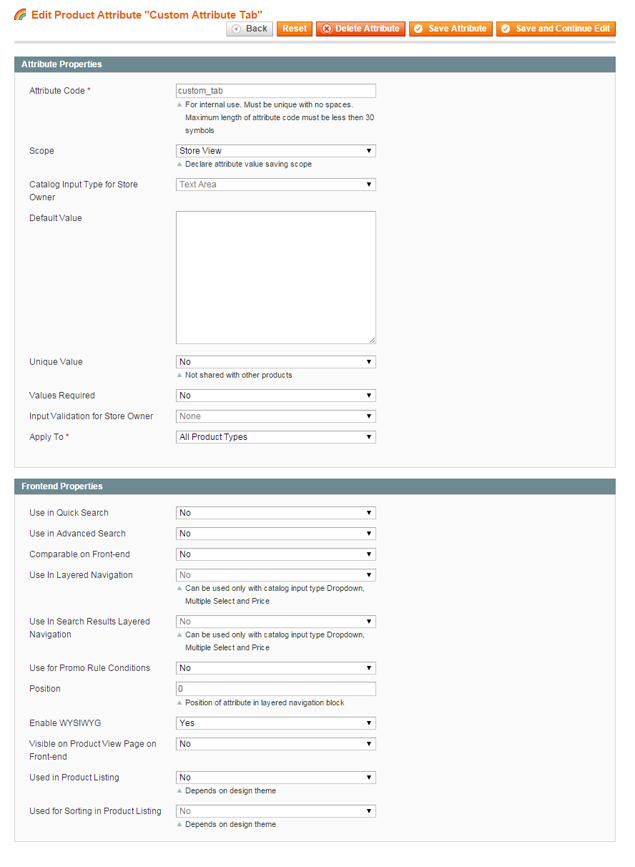 Edit Product Attribute "Custom Attribute Tab"
Back Reset Delete Attribute Save Attribute Save and Continue Edit
Attribute Properties
Attribute Code * custom_tab
For internal use. Must be unique with no spaces.
Maximum length of attribute code must be less then 30
symbols
Scope Store View
Declare attribute value saving scope
Catalog Input Type for Store Text Area
Owner
Default Value
Unique Value No
Not shared with other products
Values Required No
Input Validation for Store Owner None
Apply To * All Product Types
Frontend Properties
Use in Quick Search No
Use in Advanced Search No
Comparable on Front-end No
Use In Layered Navigation No
Can be used only with catalog input type Dropdown,
Multiple Select and Price
Use In Search Results Layered No
Navigation
Can be used only with catalog input type Dropdown,
Multiple Select and Price
Use for Promo Rule Conditions No
Position 0
Position of attribute in layered navigation block
Enable WYSIWYG Yes
Visible on Product View Page on No
Front-end
Used in Product Listing No
Depends on design theme
Used for Sorting in Product Listing No
Depends on design theme